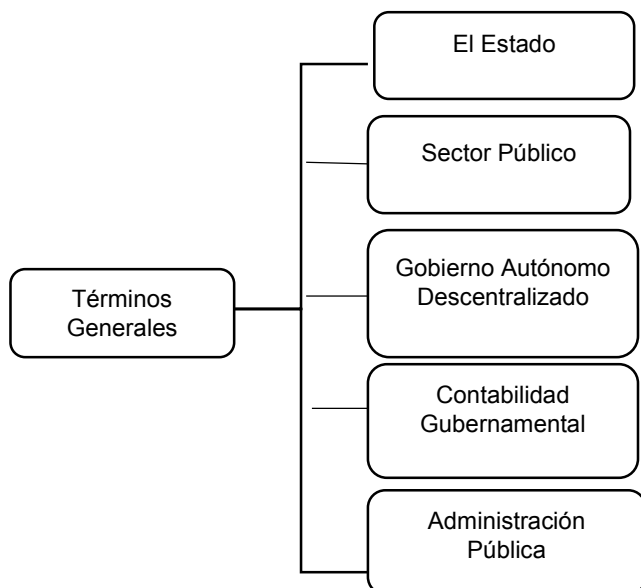 El Estado
Sector Público
Gobierno Autónomo
Descentralizado
Términos
Generales
Contabilidad
Gubernamental
Administración
Pública